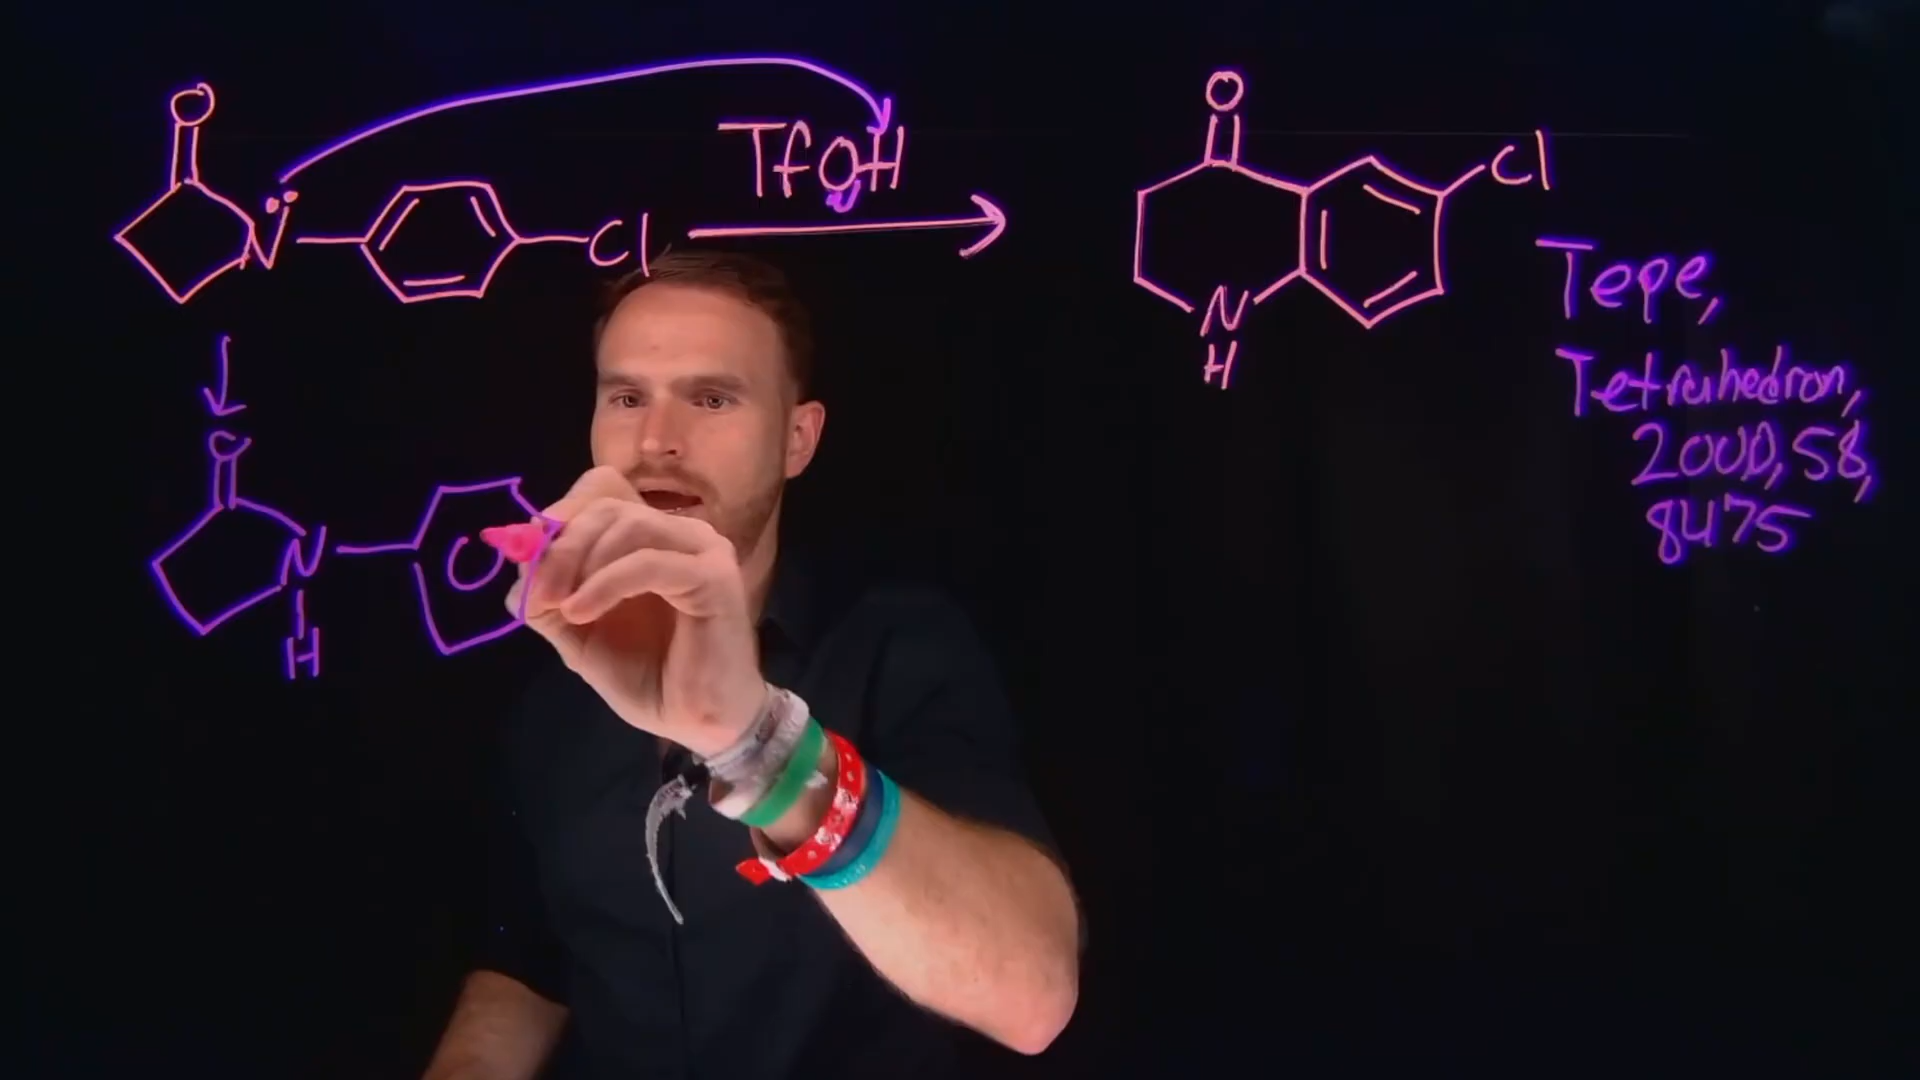 O
N
Cl
TfOH
O
Cl
N
H
Tepe,
Tetrahedron,
2000, 58,
8475
O
N
H